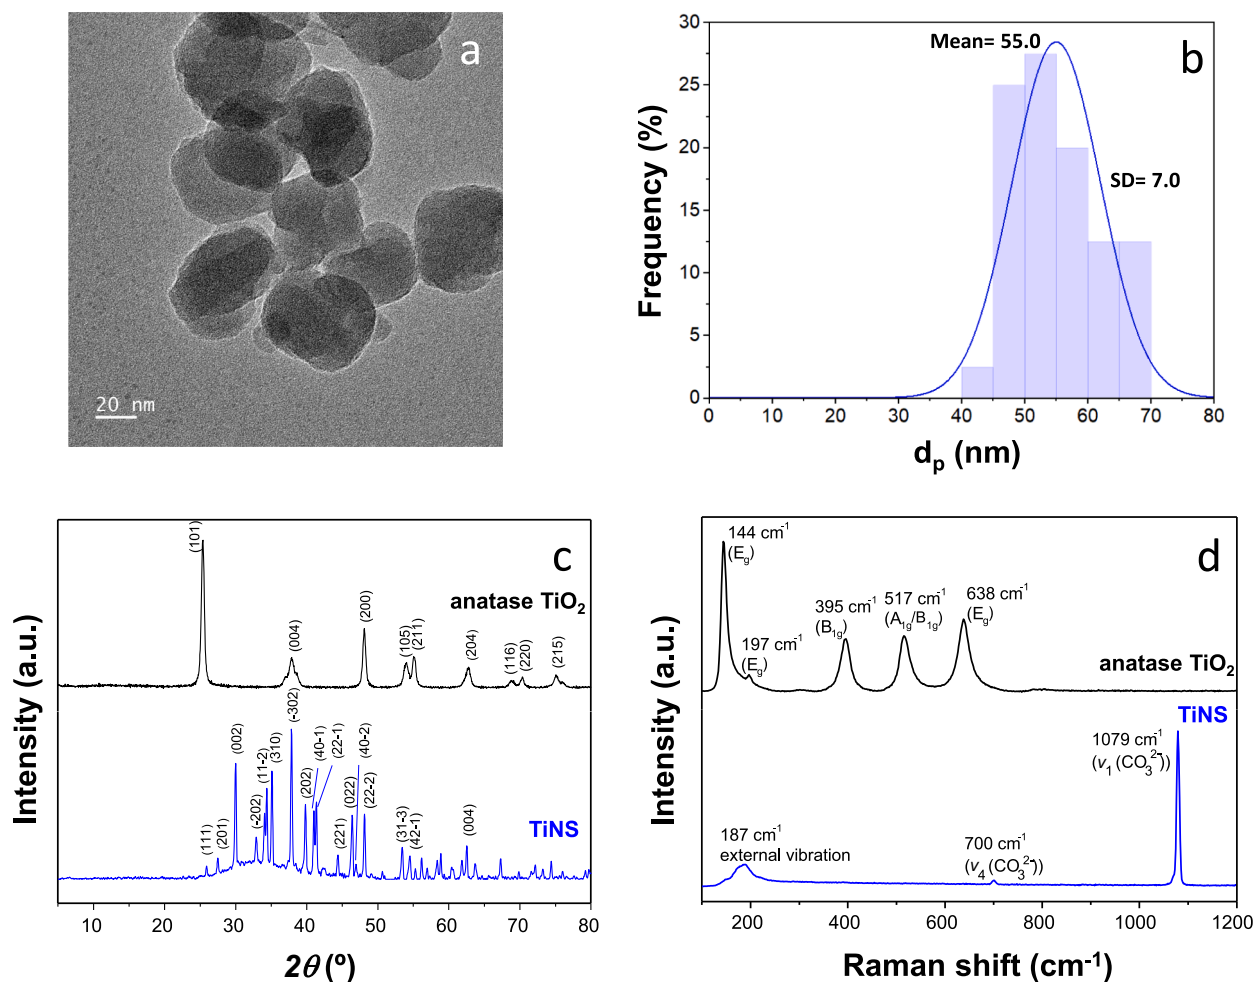 a
20 nm
b
Mean= 55.0
SD= 7.0
30
25
20
15
10
5
0
Frequency (%)
0 10 20 30 40 50 60 70 80
dₚ (nm)
c
anatase TiO₂
(101)
(004)
(200)
(105)
(211)
(204)
(116)
(220)
(215)
TiNS
(111)
(201)
(002)
(-202)
(11-2)
(310)
(-302)
(202)
(40-1)
(22-1)
(221)
(022)
(40-2)
(22-2)
(31-3)
(42-1)
(004)
Intensity (a.u.)
10 20 30 40 50 60 70 80
2θ (º)
d
144 cm⁻¹
(E_g)
197 cm⁻¹
(E_g)
395 cm⁻¹
(B₁g)
517 cm⁻¹
(A₁g/B₁g)
638 cm⁻¹
(E_g)
anatase TiO₂
TiNS
1079 cm⁻¹
(v₁ (CO₃²⁻))
187 cm⁻¹
external vibration
700 cm⁻¹
(v₄ (CO₃²⁻))
Intensity (a.u.)
200 400 600 800 1000 1200
Raman shift (cm⁻¹)